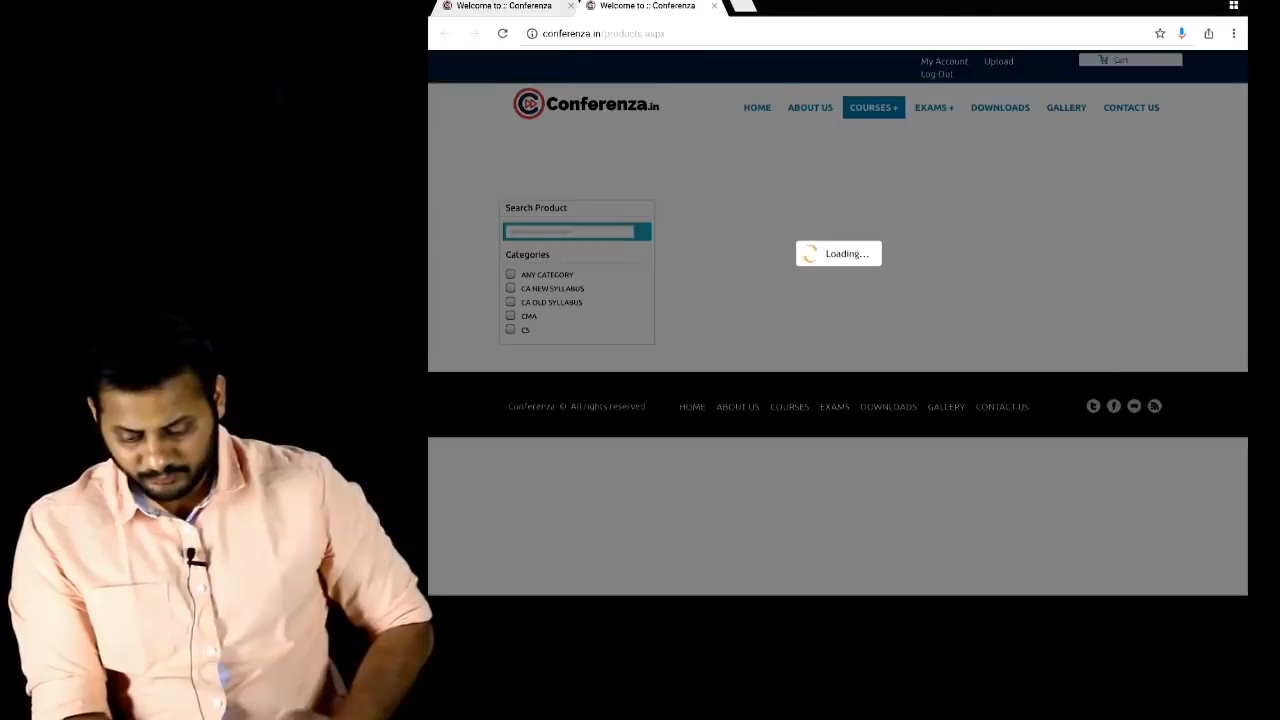 Welcome to :: Conferenza
Welcome to :: Conferenza
conferenza.in/products.aspx
My Account Upload Cart
Log Out
Conferenza.in
HOME ABOUT US COURSES + EXAMS + DOWNLOADS GALLERY CONTACT US
Search Product
Categories
ANY CATEGORY
CA NEW SYLLABUS
CA OLD SYLLABUS
CMA
CS
Loading...
Conferenza © All rights reserved. HOME ABOUT US COURSES EXAMS DOWNLOADS GALLERY CONTACT US